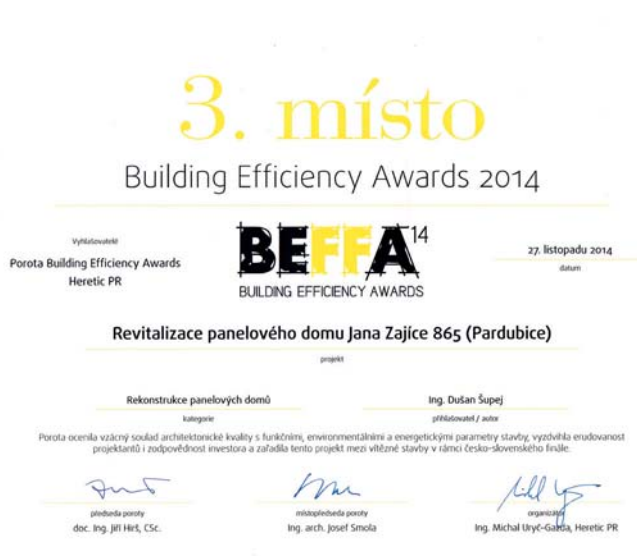 3. místo
Building Efficiency Awards 2014
Vyhlašovatelé
Porota Building Efficiency Awards
Heretic PR
BEFFA 14
BUILDING EFFICIENCY AWARDS
27. listopadu 2014
datum
Revitalizace panelového domu Jana Zajíce 865 (Pardubice)
projekt
Rekonstrukce panelových domů
kategorie
Ing. Dušan Šupej
přihlašovatel / autor
Porota ocenila vzácný soulad architektonické kvality s funkčními, environmentálními a energetickými parametry stavby, vyzdvihla erudovanost
projektantů i zodpovědnost investora a zařadila tento projekt mezi vítězné stavby v rámci česko-slovenského finále.
předseda poroty
doc. Ing. Jiří Hirš, CSc.
místopředseda poroty
Ing. arch. Josef Smola
organizátor
Ing. Michal Uryč-Gazda, Heretic PR